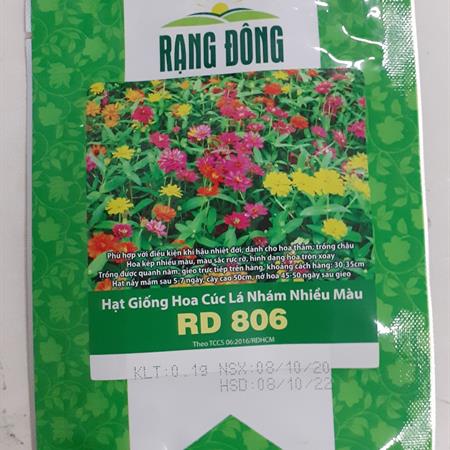 RẠNG ĐÔNG
Phù hợp với điều kiện khí hậu nhiệt đới, dành cho hoa thảm, trồng chậu
Hoa kép nhiều màu, màu sắc rực rỡ, hình dạng hoa tròn xoáy
Trồng được quanh năm, gieo trực tiếp trên hàng, khoảng cách hàng: 30-35cm
Hạt nảy mầm sau 5-7 ngày, cây cao 50cm, nở hoa 45-50 ngày sau gieo
Hạt Giống Hoa Cúc Lá Nhám Nhiều Màu
RD 806
Theo TCCS 06:2016/RĐHCM
KLT:0.1g NSX:08/10/20
HSD:08/10/22